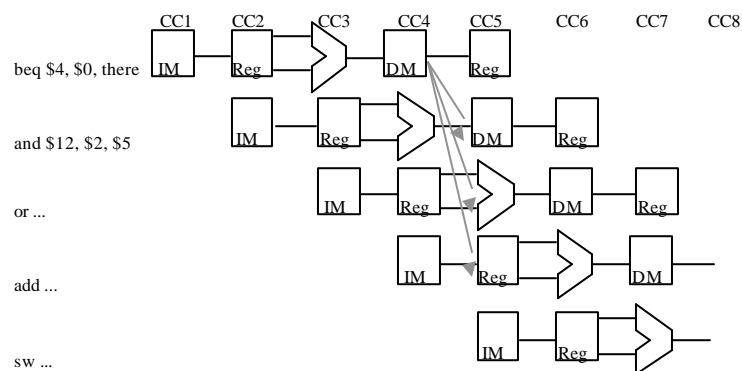 CC1 CC2 CC3 CC4 CC5 CC6 CC7 CC8
beq $4, $0, there IM Reg DM Reg
and $12, $2, $5 IM Reg DM Reg
or ... IM Reg DM Reg
add ... IM Reg DM
sw ... IM Reg